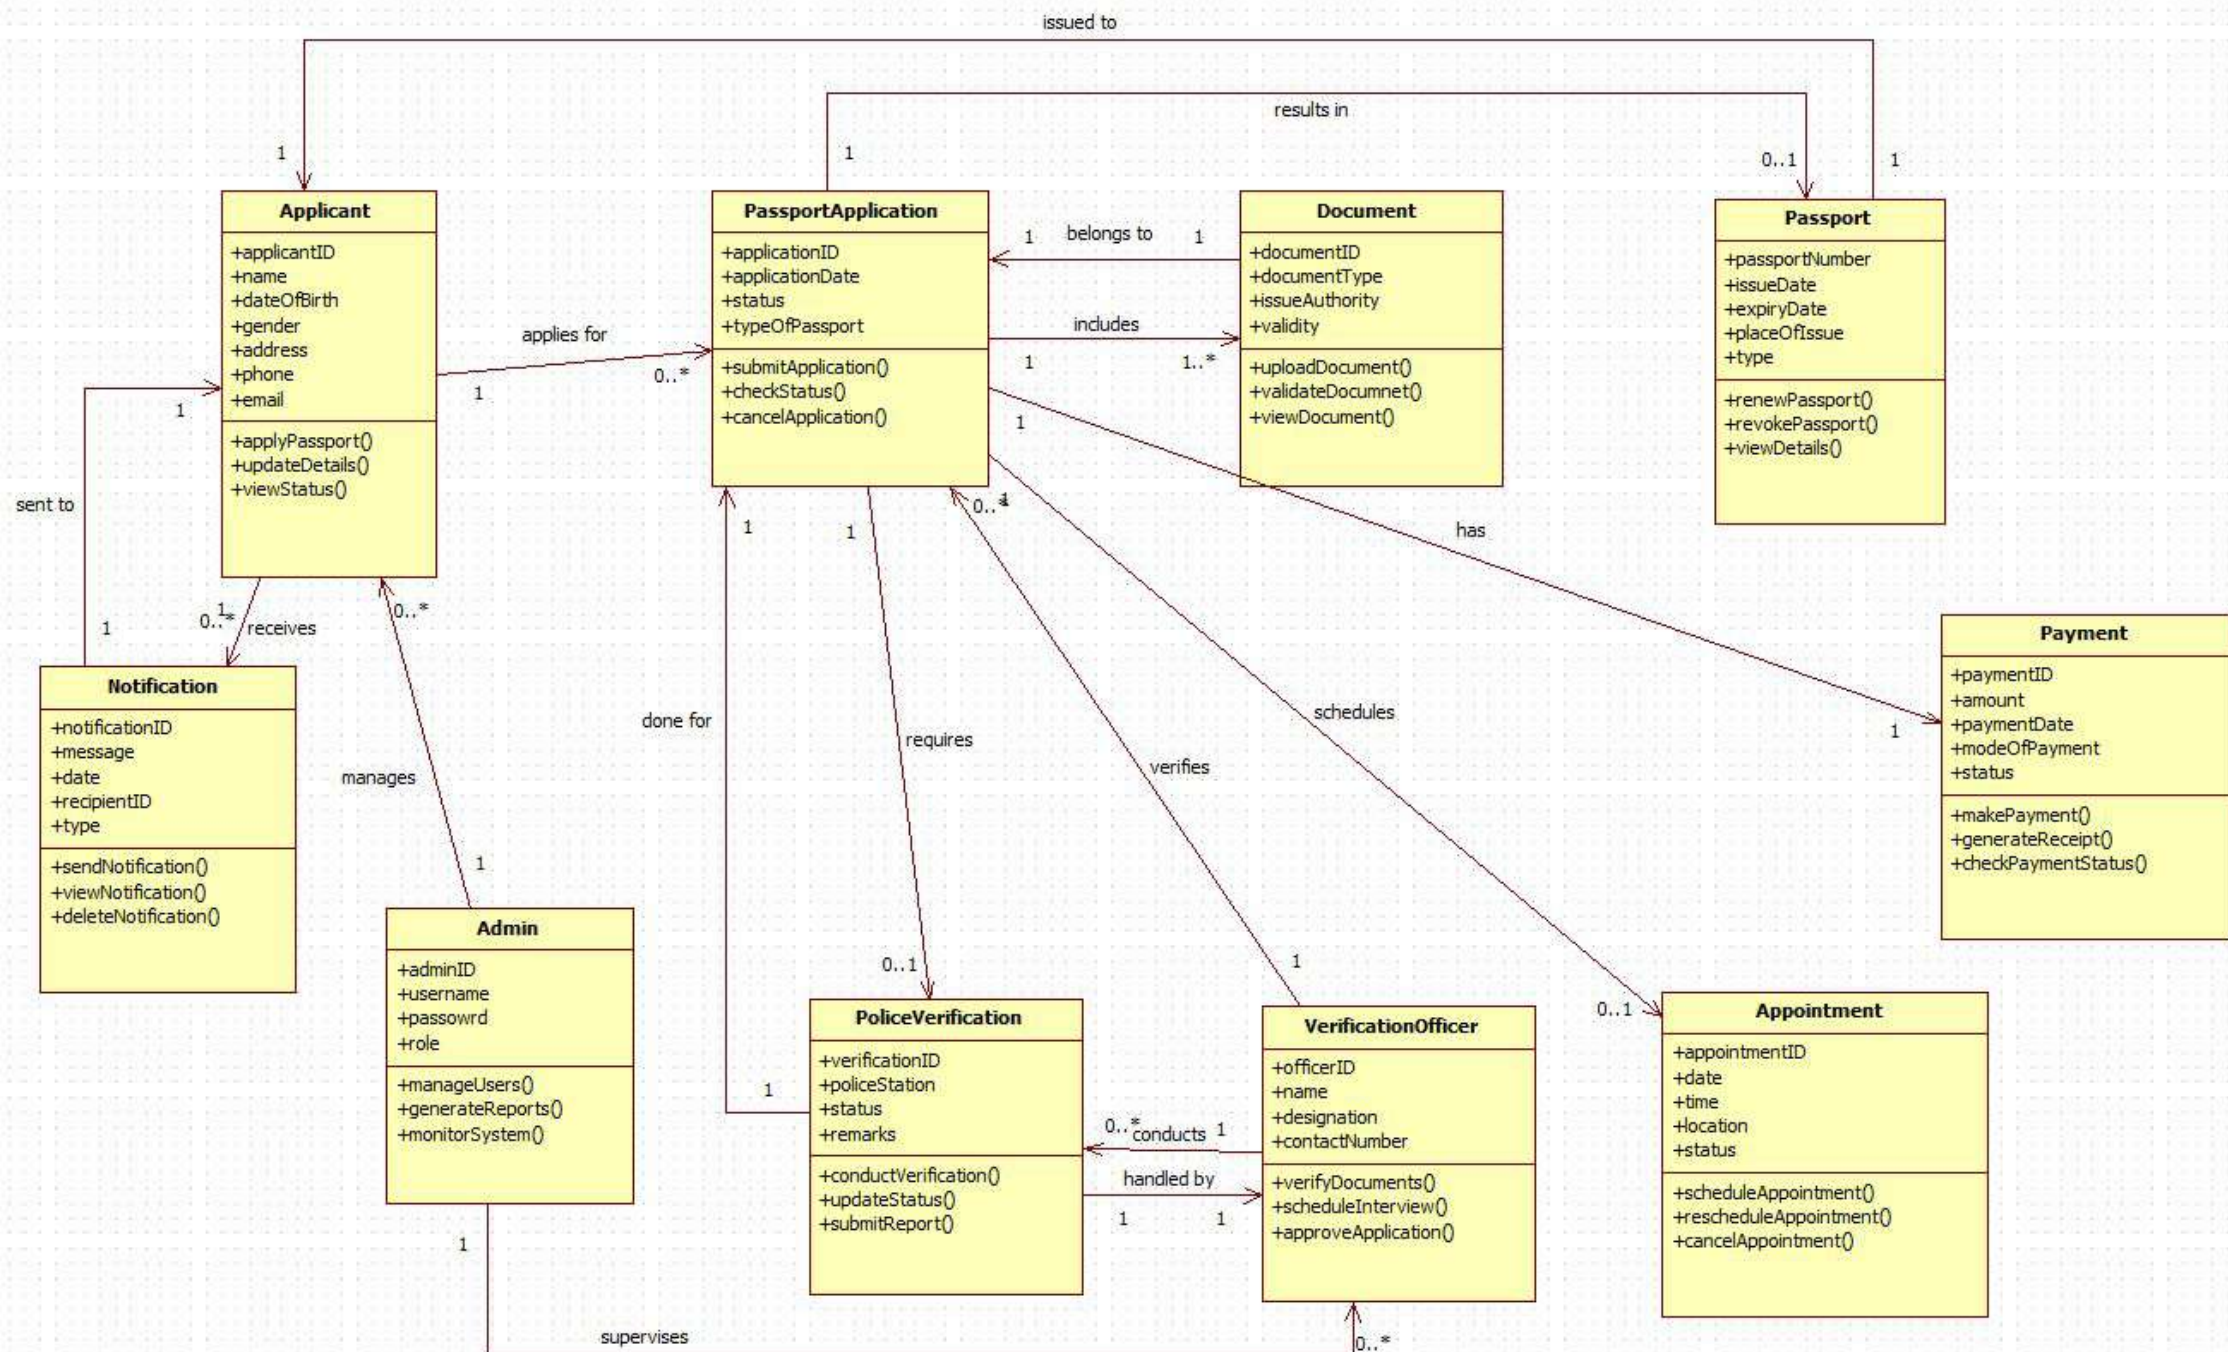 issued to
results in
1
1
0..1
1
Applicant
+applicantID
+name
+dateOfBirth
+gender
+address
+phone
+email
+applyPassport()
+updateDetails()
+viewStatus()
applies for
1
0..*
PassportApplication
+applicationID
+applicationDate
+status
+typeOfPassport
+submitApplication()
+checkStatus()
+cancelApplication()
1
belongs to
1
includes
1
1..*
Document
+documentID
+documentType
+issueAuthority
+validity
+uploadDocument()
+validateDocumnet()
+viewDocument()
Passport
+passportNumber
+issueDate
+expiryDate
+placeOfIssue
+type
+renewPassport()
+revokePassport()
+viewDetails()
1
1
sent to
1
1
0..*
receives
0..*
1
1
0..*
1
has
1
Notification
+notificationID
+message
+date
+recipientID
+type
+sendNotification()
+viewNotification()
+deleteNotification()
manages
1
done for
requires
verifies
schedules
Payment
+paymentID
+amount
+paymentDate
+modeOfPayment
+status
+makePayment()
+generateReceipt()
+checkPaymentStatus()
Admin
+adminID
+username
+passowrd
+role
+manageUsers()
+generateReports()
+monitorSystem()
1
0..1
1
PoliceVerification
+verificationID
+policeStation
+status
+remarks
+conductVerification()
+updateStatus()
+submitReport()
0..*
conducts
1
handled by
1
1
1
VerificationOfficer
+officerID
+name
+designation
+contactNumber
+verifyDocuments()
+scheduleInterview()
+approveApplication()
0..1
Appointment
+appointmentID
+date
+time
+location
+status
+scheduleAppointment()
+rescheduleAppointment()
+cancelAppointment()
supervises
0..*